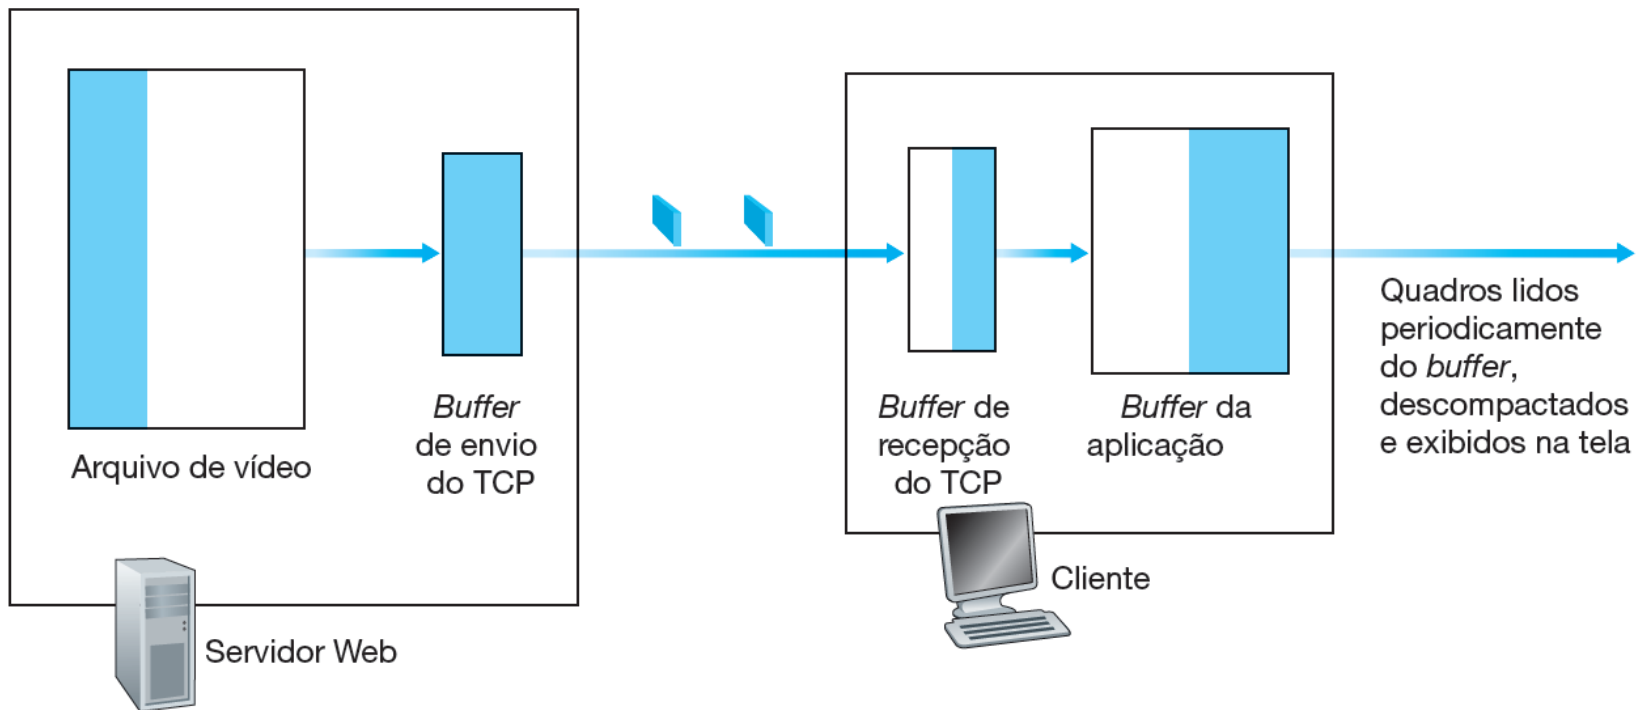 Arquivo de vídeo
Buffer
de envio
do TCP
Servidor Web
Buffer de
recepção
do TCP
Buffer da
aplicação
Cliente
Quadros lidos
periodicamente
do buffer,
descompactados
e exibidos na tela